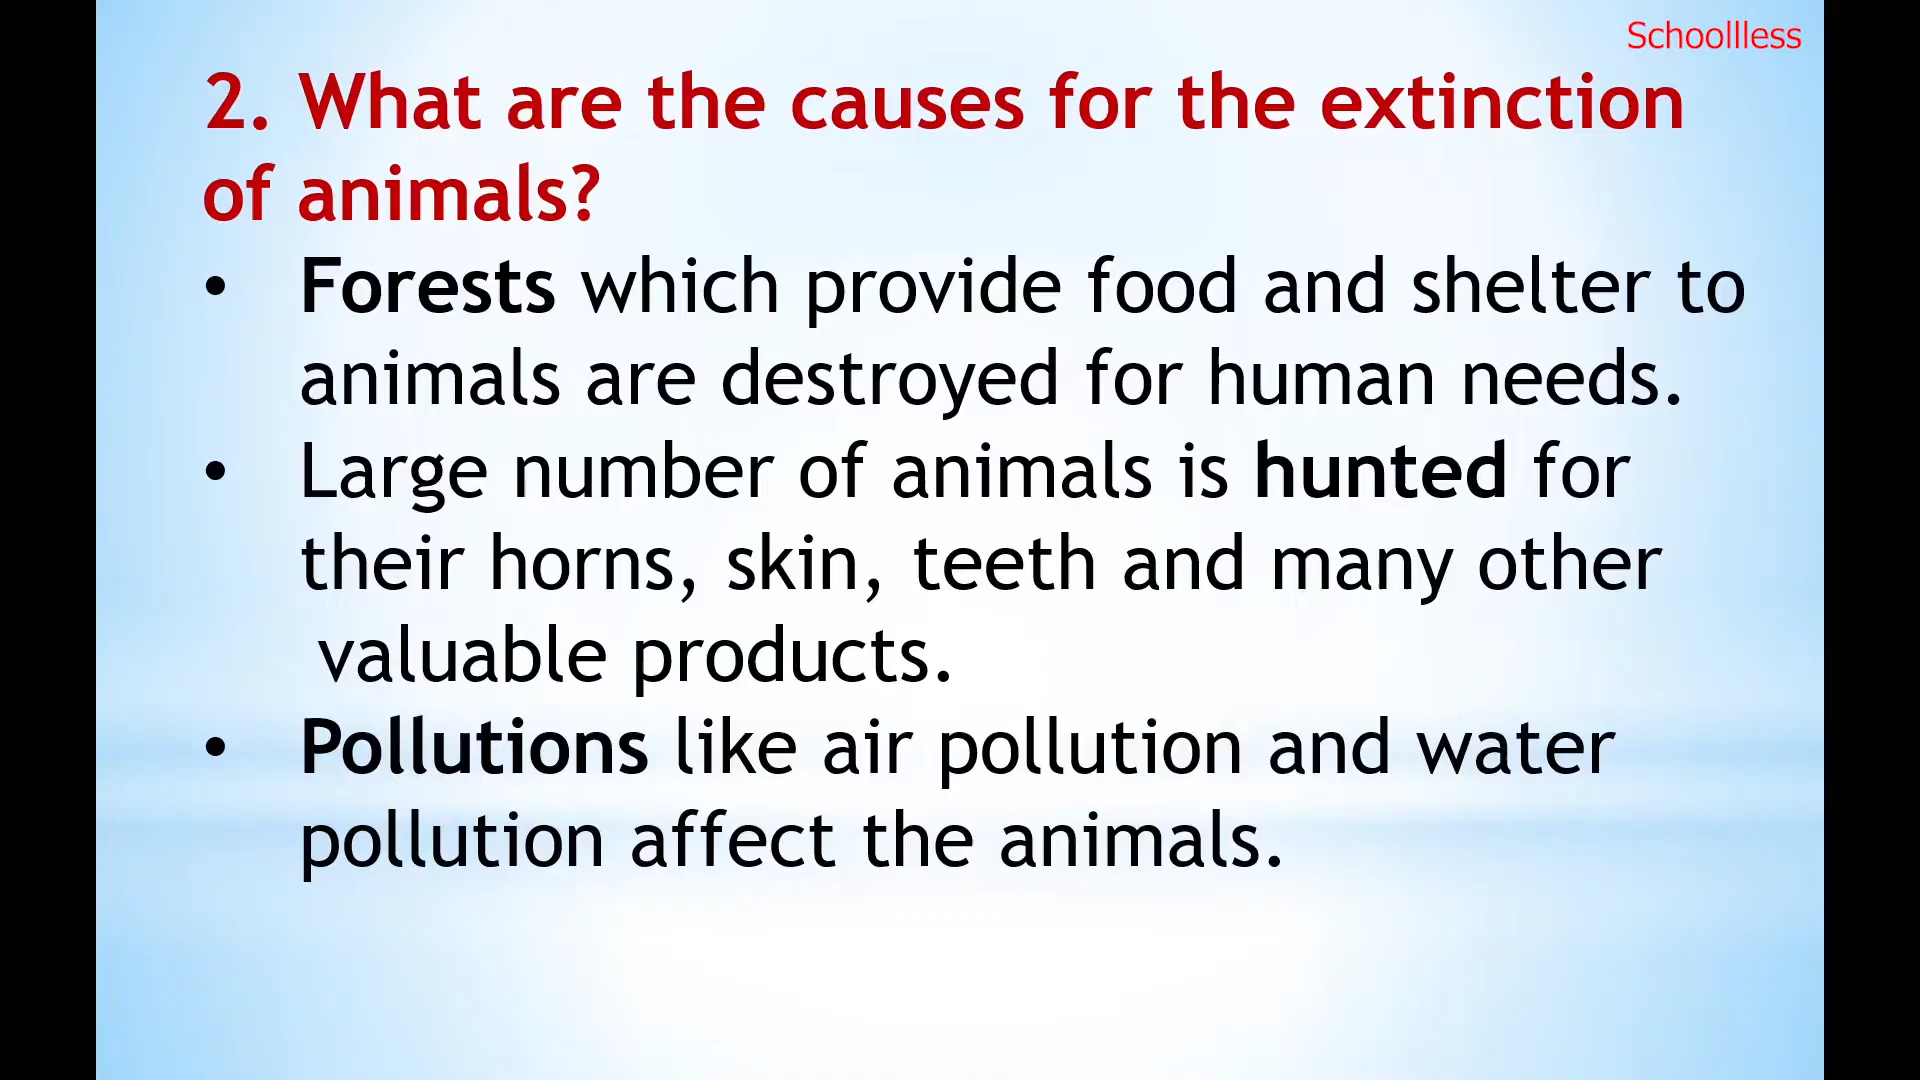 Schoollless
2. What are the causes for the extinction
of animals?
• Forests which provide food and shelter to
animals are destroyed for human needs.
• Large number of animals is hunted for
their horns, skin, teeth and many other
valuable products.
• Pollutions like air pollution and water
pollution affect the animals.